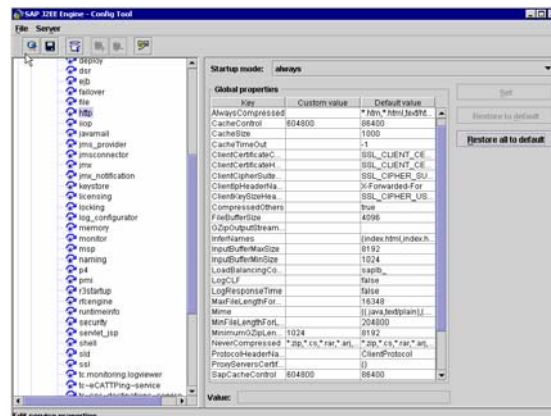 SAP J2EE Engine - Config Tool
File Server
deploy
dsr
ejb
failover
file
http
iiop
javamail
jms_provider
jmsconnector
jmx
jmx_notification
keystore
licensing
locking
log_configurator
memory
monitor
msp
naming
p4
pmi
r3startup
rfcengine
runtimeinfo
security
servlet_jsp
shell
sld
ssl
tc.monitoring.logviewer
tc~eCATTPing~service
Startup mode: always
Global properties
Key Custom value Default value
AlwaysCompressed *.htm,*.html,text/ht...
CacheControl 604800 86400
CacheSize 1000
CacheTimeOut -1
ClientCertificateC... SSL_CLIENT_CE...
ClientCertificateH... SSL_CLIENT_CE...
ClientCipherSuite... SSL_CIPHER_SU...
ClientIpHeaderNa... X-Forwarded-For
ClientKeySizeHea... SSL_CIPHER_US...
CompressedOthers true
FileBufferSize 4096
GZipOutputStream...
InferNames {index.html,index.h...
InputBufferMaxSize 8192
InputBufferMinSize 1024
LoadBalancingCo... saplb_
LogCLF false
LogResponseTime false
MaxFileLengthFor... 16348
Mime {{.java,text/plain},{...
MinFileLengthForL... 204800
MinimumGZipLen... 1024 8192
NeverCompressed *.zip,*.cs,*.rar,*.arj,... *.zip,*.cs,*.rar,*.arj,...
ProtocolHeaderNa... ClientProtocol
ProxyServersCertif... {}
SapCacheControl 604800 86400
Value:
Set
Restore to default
Restore all to default
Edit service properties